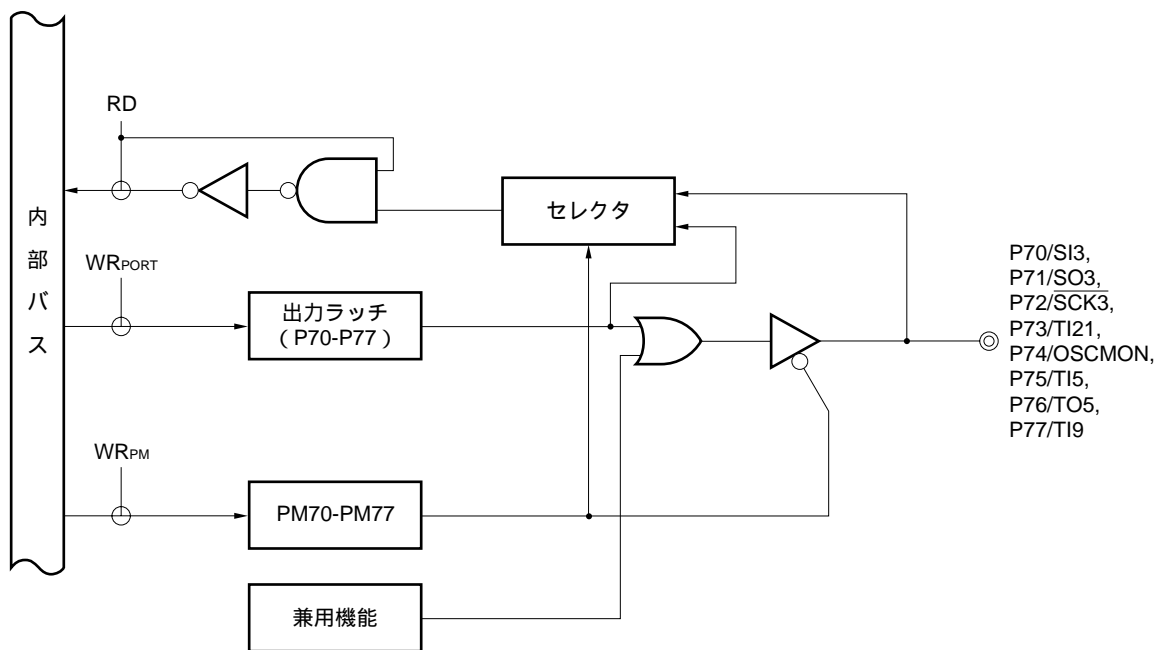 RD
内部バス
セレクタ
WRPORT
出力ラッチ
（P70-P77）
P70/SI3,
P71/SO3,
P72/S̅C̅K̅3̅,
P73/TI21,
P74/OSCMON,
P75/TI5,
P76/TO5,
P77/TI9
WRPM
PM70-PM77
兼用機能